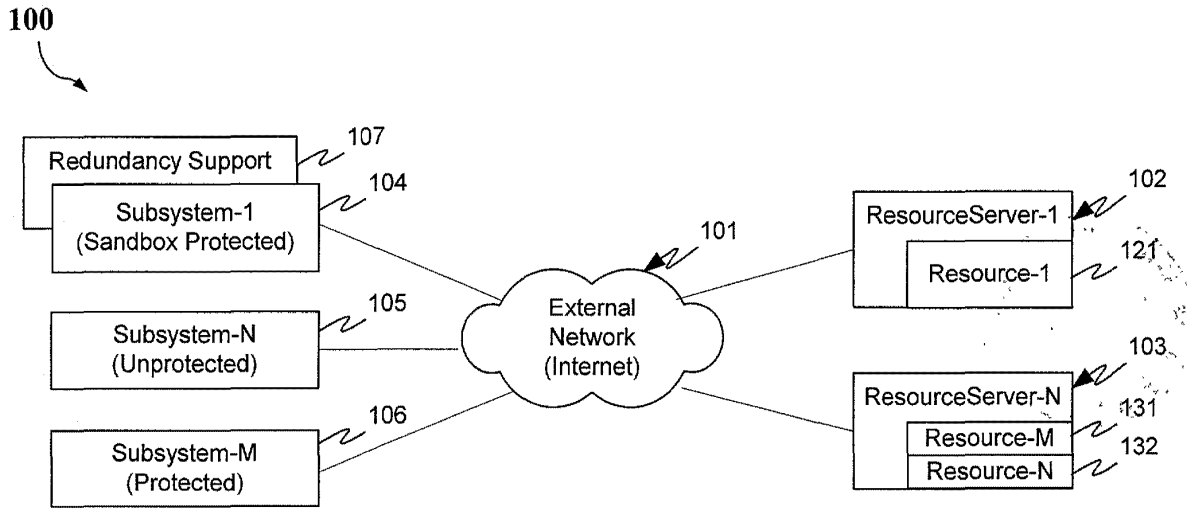 100
107
Redundancy Support
104
Subsystem-1
(Sandbox Protected)
105
Subsystem-N
(Unprotected)
106
Subsystem-M
(Protected)
101
External
Network
(Internet)
102
ResourceServer-1
121
Resource-1
103
ResourceServer-N
131
Resource-M
132
Resource-N